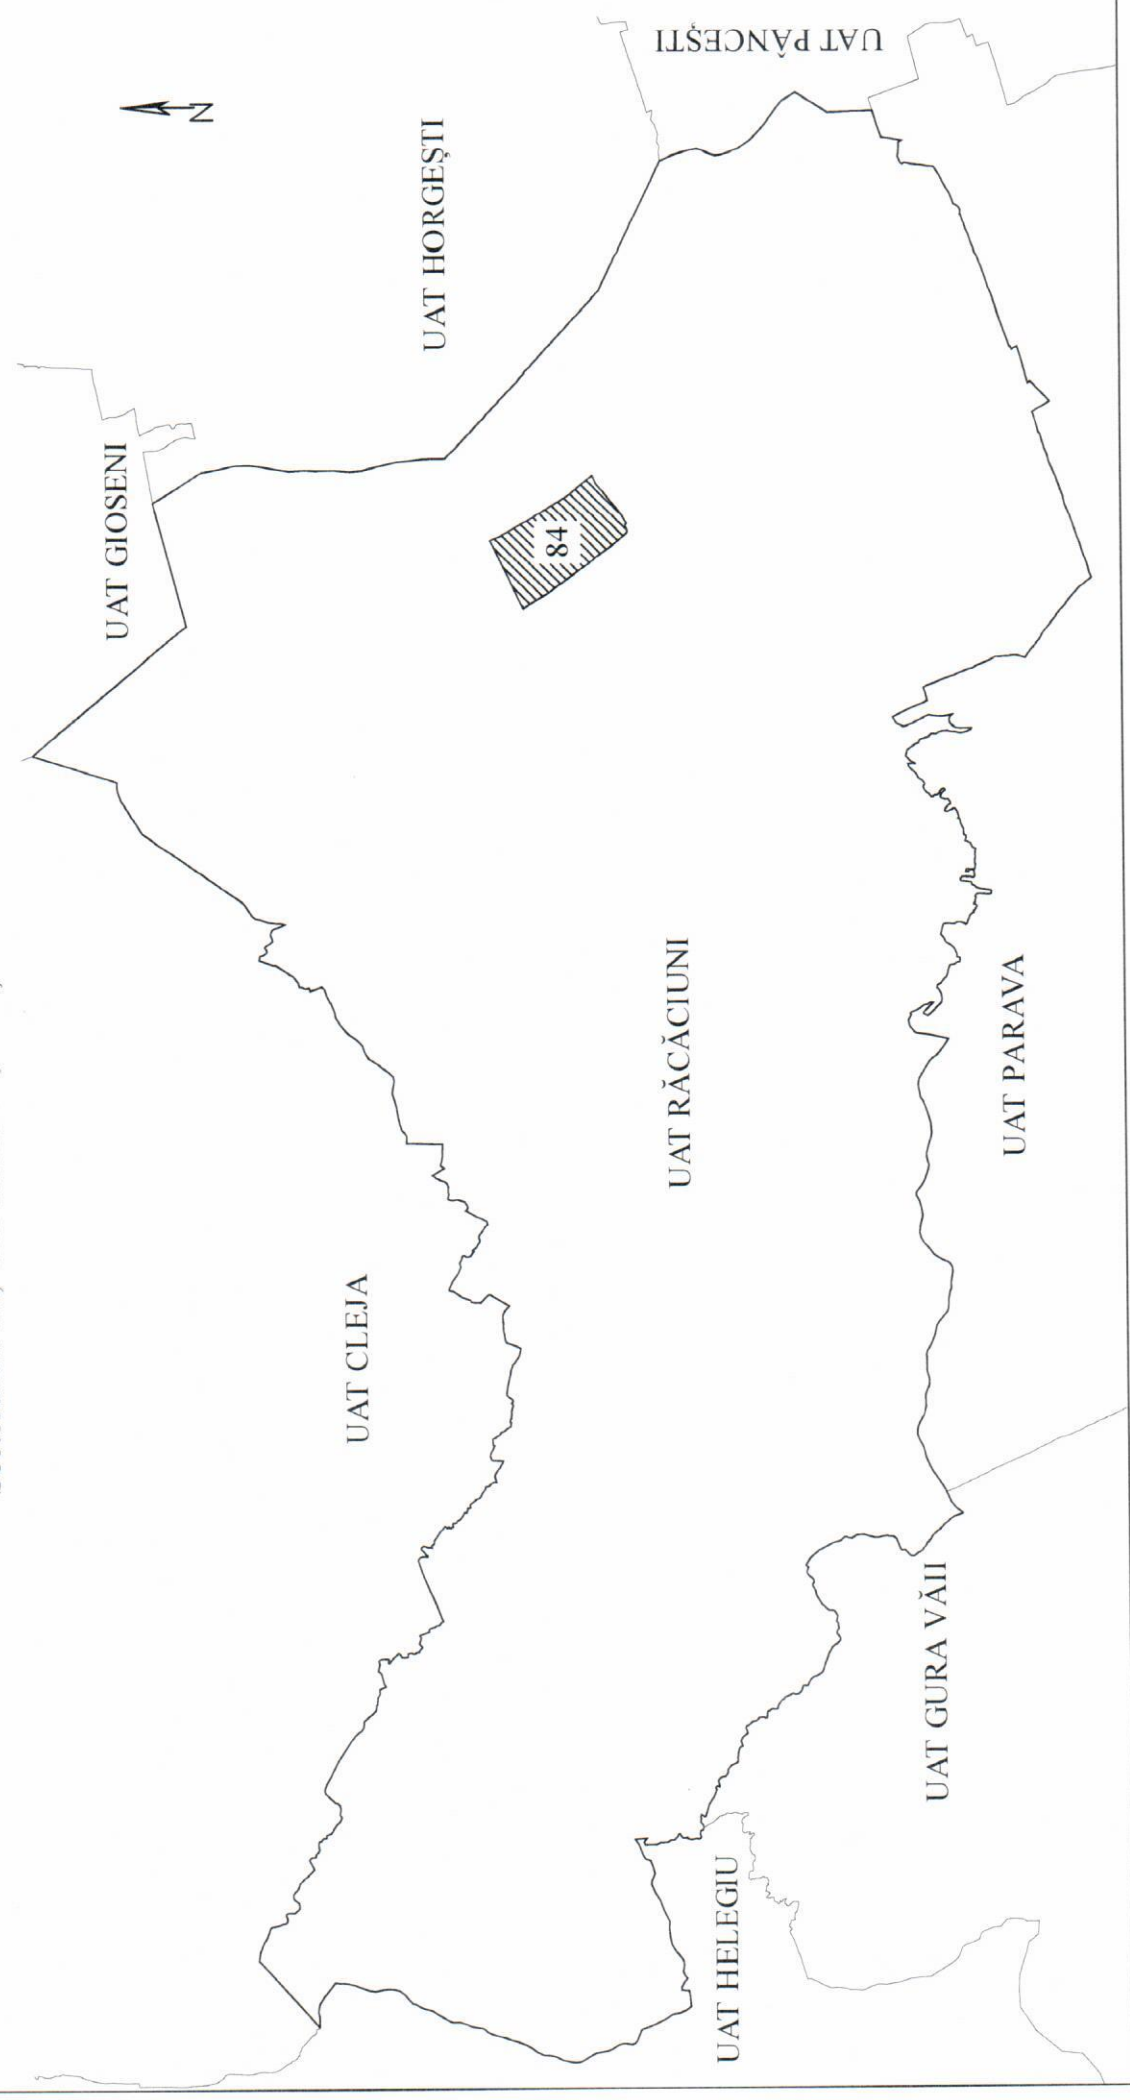 UAT GIOSENI
UAT HORGEȘTI
UAT PÂNCEȘTI
N
84
UAT CLEJA
UAT RĂCĂCIUNI
UAT PARAVA
UAT GURA VĂII
UAT HELEGIU